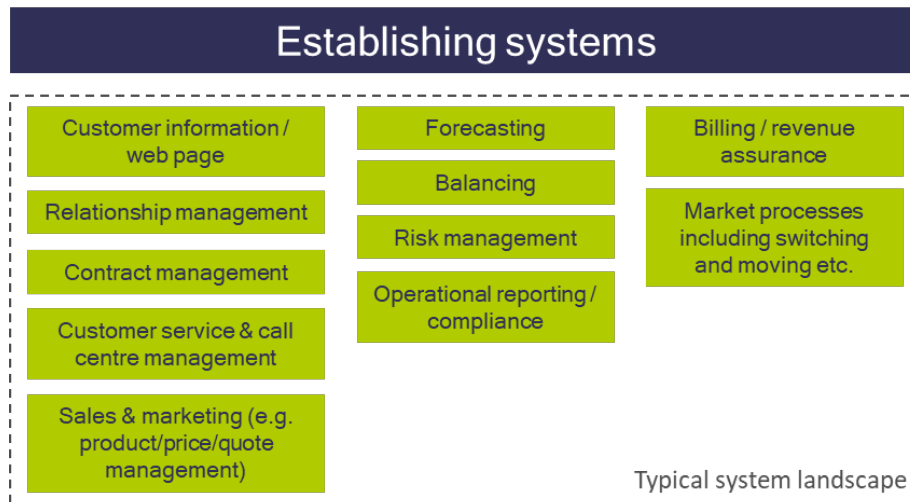 Establishing systems
Customer information /
web page
Relationship management
Contract management
Customer service & call
centre management
Sales & marketing (e.g.
product/price/quote
management)
Forecasting
Balancing
Risk management
Operational reporting /
compliance
Billing / revenue
assurance
Market processes
including switching
and moving etc.
Typical system landscape